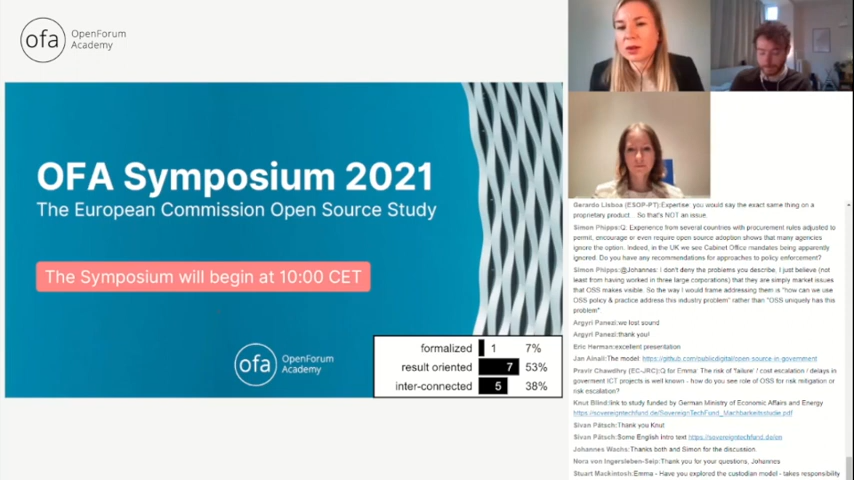 ofa OpenForum
Academy
OFA Symposium 2021
The European Commission Open Source Study
The Symposium will begin at 10:00 CET
ofa OpenForum
Academy
formalized 1 7%
result oriented 7 53%
inter-connected 5 38%
Gerardo Lisboa (ESOP-PT):Expertise: you would say the exact same thing on a
proprietary product... So that's NOT an issue.
Simon Phipps:Q: Experience from several countries with procurement rules adjusted to
permit, encourage or even require open source adoption shows that many agencies
ignore the option. Indeed, in the UK we see Cabinet Office mandates being apparently
ignored. Do you have any recommendations for approaches to policy enforcement?
Simon Phipps:@Johannes: I don't deny the problems you describe, I just believe (not
least from having worked in three large corporations) that they are simply market issues
that OSS makes visible. So the way I would frame addressing them is "how can we use
OSS policy & practice address this industry problem" rather than "OSS uniquely has this
problem".
Argyri Panezi:we lost sound
Argyri Panezi:thank you!
Eric Herman:excellent presentation
Jan Ainali:The model: https://github.com/publicdigital/open-source-in-government
Pravir Chawdhry (EC-JRC):Q for Emma: The risk of 'failure' / cost escalation / delays in
goverment ICT projects is well known - how do you see role of OSS for risk mitigation or
risk escalation?
Knut Blind:link to study funded by German Ministry of Economic Affairs and Energy
https://sovereigntechfund.de/SovereignTechFund_Machbarkeitsstudie.pdf
Sivan Pätsch:Thank you Knut
Sivan Pätsch:Some English intro text https://sovereigntechfund.de/en
Johannes Wachs:Thanks both and Simon for the discussion.
Nora von Ingersleben-Seip:Thank you for your questions, Johannes
Stuart Mackintosh:Emma - Have you explored the custodian model - takes responsibility